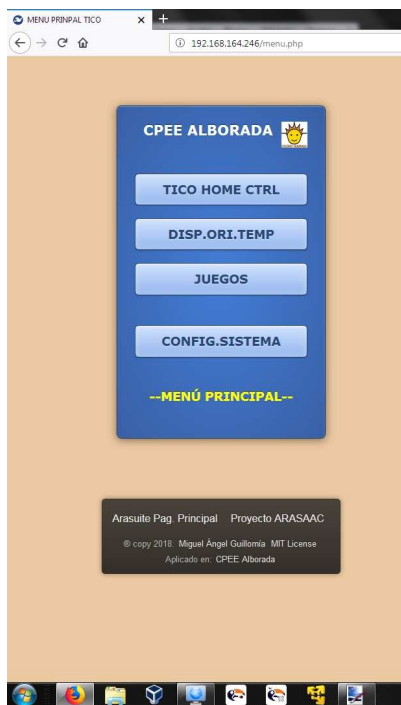 MENU PRINPAL TICO
192.168.164.246/menu.php
CPEE ALBORADA
TICO HOME CTRL
DISP.ORI.TEMP
JUEGOS
CONFIG.SISTEMA
--MENÚ PRINCIPAL--
Arasuite Pag. Principal Proyecto ARASAAC
© copy 2018: Miguel Ángel Guillomía MIT License
Aplicado en: CPEE Alborada